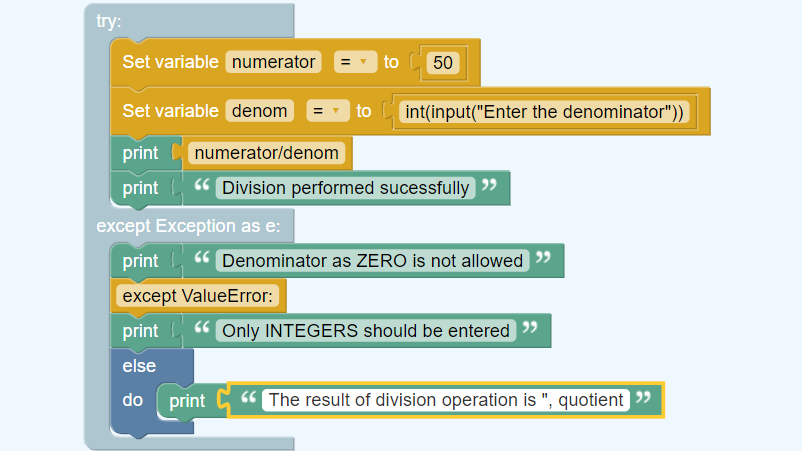 try:
Set variable numerator = to 50
Set variable denom = to int(input("Enter the denominator"))
print numerator/denom
print “ Division performed sucessfully ”
except Exception as e:
print “ Denominator as ZERO is not allowed ”
except ValueError:
print “ Only INTEGERS should be entered ”
else
do print “ The result of division operation is ", quotient ”